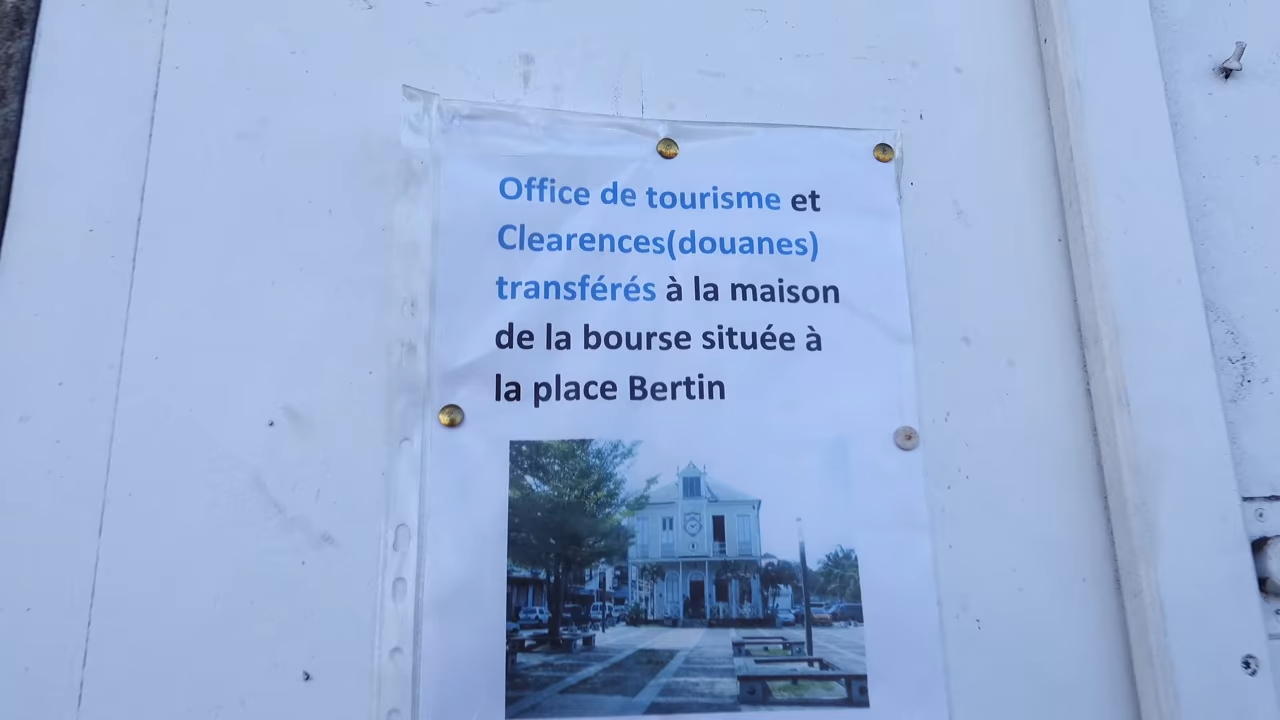 Office de tourisme et
Clearences(douanes)
transférés à la maison
de la bourse située à
la place Bertin